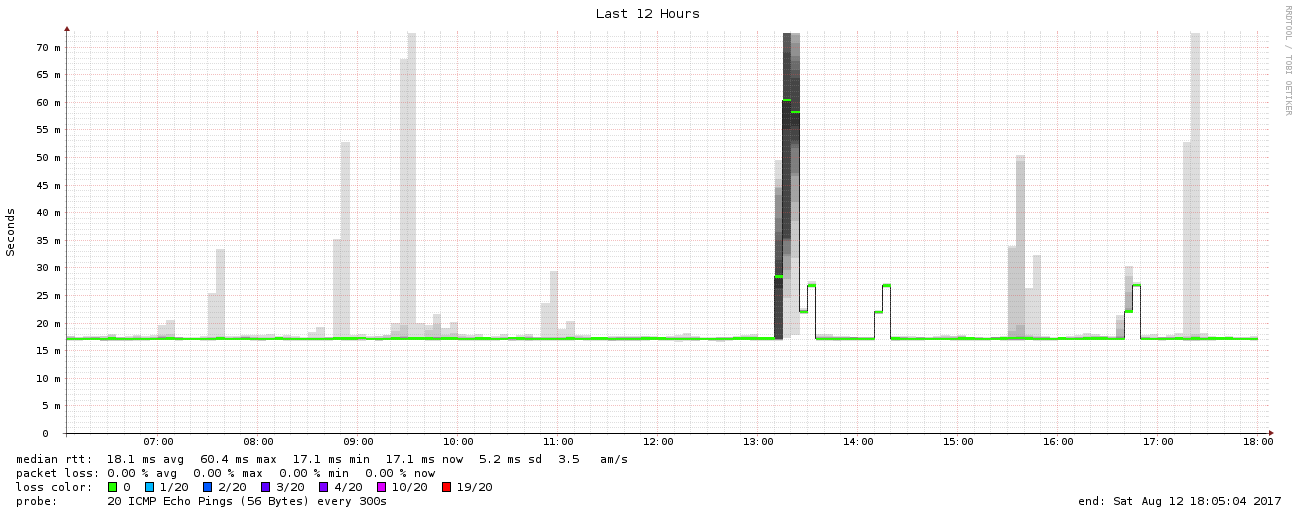 Last 12 Hours
RRDTOOL / TOBI OETIKER
Seconds
70 m
65 m
60 m
55 m
50 m
45 m
40 m
35 m
30 m
25 m
20 m
15 m
10 m
5 m
0
07:00 08:00 09:00 10:00 11:00 12:00 13:00 14:00 15:00 16:00 17:00 18:00
median rtt: 18.1 ms avg 60.4 ms max 17.1 ms min 17.1 ms now 5.2 ms sd 3.5 am/s
packet loss: 0.00 % avg 0.00 % max 0.00 % min 0.00 % now
loss color: 0 1/20 2/20 3/20 4/20 10/20 19/20
probe: 20 ICMP Echo Pings (56 Bytes) every 300s end: Sat Aug 12 18:05:04 2017